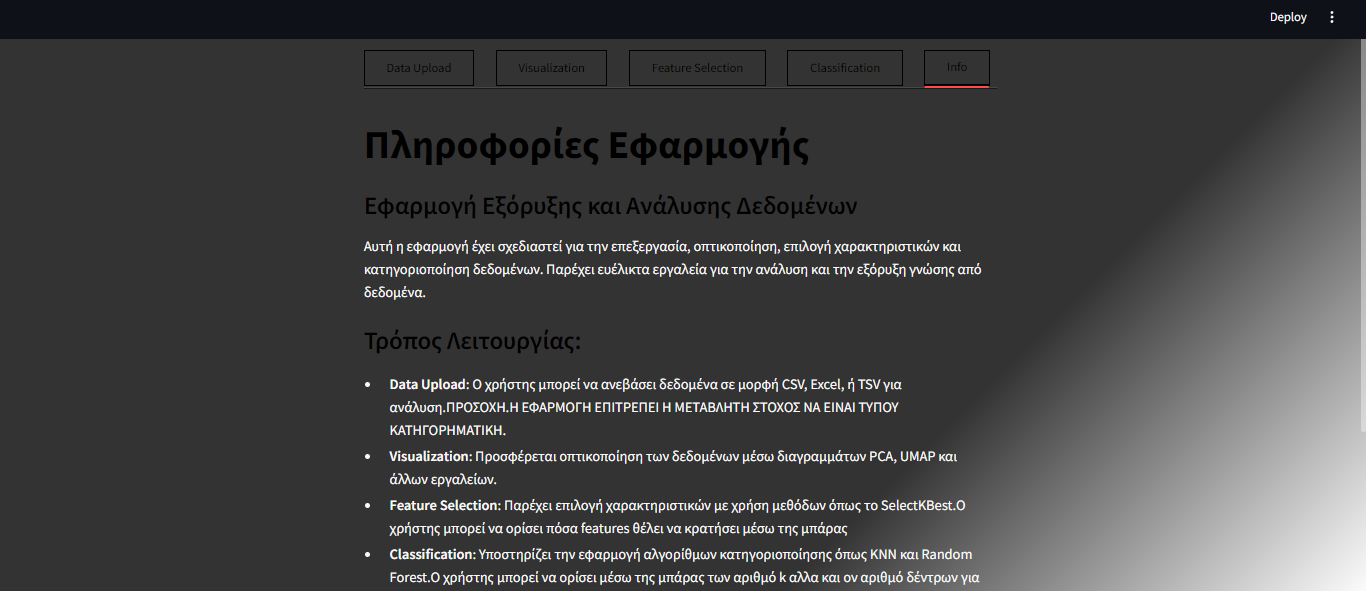 Deploy
Data Upload Visualization Feature Selection Classification Info
Πληροφορίες Εφαρμογής
Εφαρμογή Εξόρυξης και Ανάλυσης Δεδομένων
Αυτή η εφαρμογή έχει σχεδιαστεί για την επεξεργασία, οπτικοποίηση, επιλογή χαρακτηριστικών και
κατηγοριοποίηση δεδομένων. Παρέχει ευέλικτα εργαλεία για την ανάλυση και την εξόρυξη γνώσης από
δεδομένα.
Τρόπος Λειτουργίας:
• Data Upload: Ο χρήστης μπορεί να ανεβάσει δεδομένα σε μορφή CSV, Excel, ή TSV για
ανάλυση.ΠΡΟΣΟΧΗ.Η ΕΦΑΡΜΟΓΗ ΕΠΙΤΡΕΠΕΙ Η ΜΕΤΑΒΛΗΤΗ ΣΤΟΧΟΣ ΝΑ ΕΙΝΑΙ ΤΥΠΟΥ
ΚΑΤΗΓΟΡΗΜΑΤΙΚΗ.
• Visualization: Προσφέρεται οπτικοποίηση των δεδομένων μέσω διαγραμμάτων PCA, UMAP και
άλλων εργαλείων.
• Feature Selection: Παρέχει επιλογή χαρακτηριστικών με χρήση μεθόδων όπως το SelectKBest.Ο
χρήστης μπορεί να ορίσει πόσα features θέλει να κρατήσει μέσω της μπάρας
• Classification: Υποστηρίζει την εφαρμογή αλγορίθμων κατηγοριοποίησης όπως KNN και Random
Forest.Ο χρήστης μπορεί να ορίσει μέσω της μπάρας των αριθμό k αλλα και ον αριθμό δέντρων για